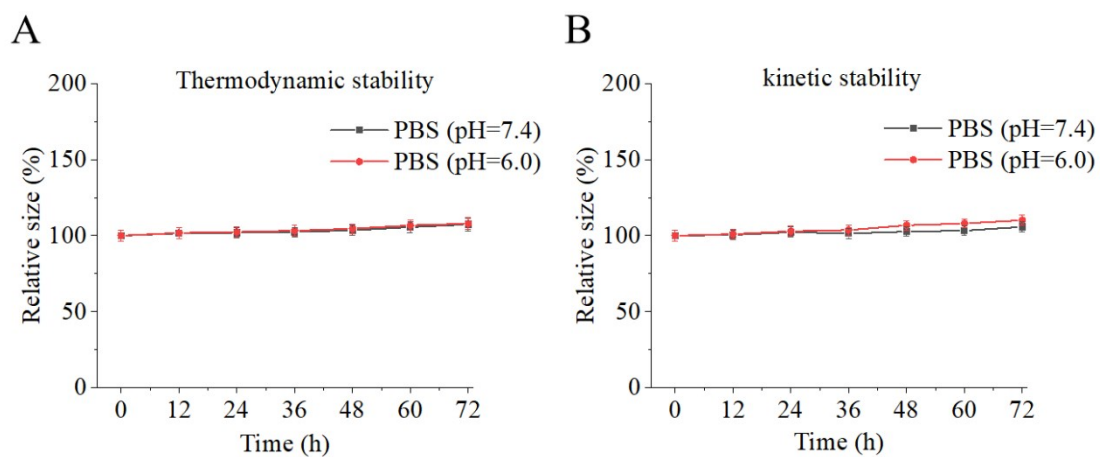 A
Thermodynamic stability
PBS (pH=7.4)
PBS (pH=6.0)
Relative size (%)
200
150
100
50
0
0 12 24 36 48 60 72
Time (h)
B
kinetic stability
PBS (pH=7.4)
PBS (pH=6.0)
Relative size (%)
200
150
100
50
0
0 12 24 36 48 60 72
Time (h)